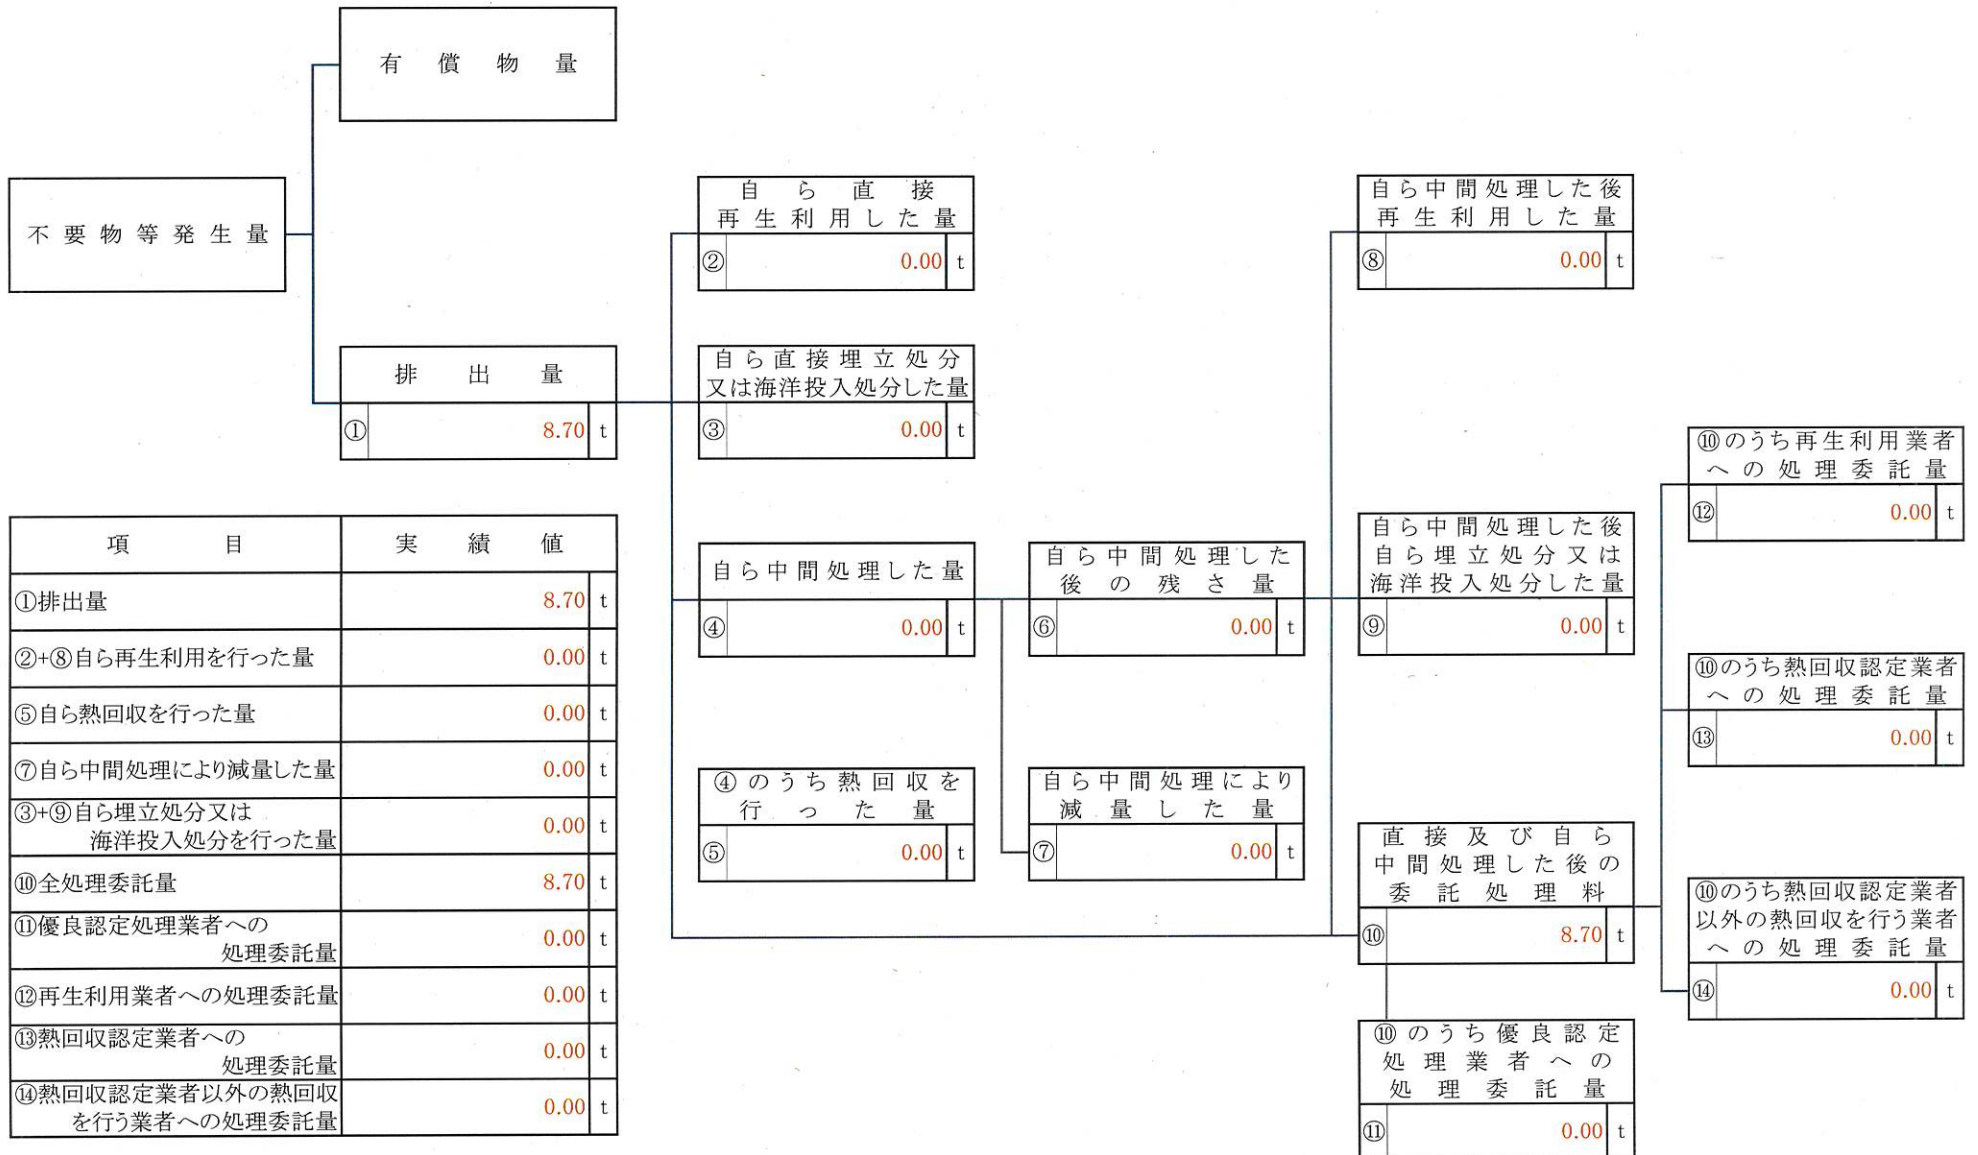 有償物量
不要物等発生量
排出量
① 8.70 t
自ら直接
再生利用した量
② 0.00 t
自ら直接埋立処分
又は海洋投入処分した量
③ 0.00 t
自ら中間処理した量
④ 0.00 t
④のうち熱回収を
行った量
⑤ 0.00 t
自ら中間処理した
後の残さ量
⑥ 0.00 t
自ら中間処理により
減量した量
⑦ 0.00 t
自ら中間処理した後
再生利用した量
⑧ 0.00 t
自ら中間処理した後
自ら埋立処分又は
海洋投入処分した量
⑨ 0.00 t
直接及び自ら
中間処理した後の
委託処理料
⑩ 8.70 t
⑩のうち優良認定
処理業者への
処理委託量
⑪ 0.00 t
⑩のうち再生利用業者
への処理委託量
⑫ 0.00 t
⑩のうち熱回収認定業者
への処理委託量
⑬ 0.00 t
⑩のうち熱回収認定業者
以外の熱回収を行う業者
への処理委託量
⑭ 0.00 t
項目 実績値
①排出量 8.70 t
②+⑧自ら再生利用を行った量 0.00 t
⑤自ら熱回収を行った量 0.00 t
⑦自ら中間処理により減量した量 0.00 t
③+⑨自ら埋立処分又は
海洋投入処分を行った量 0.00 t
⑩全処理委託量 8.70 t
⑪優良認定処理業者への
処理委託量 0.00 t
⑫再生利用業者への処理委託量 0.00 t
⑬熱回収認定業者への
処理委託量 0.00 t
⑭熱回収認定業者以外の熱回収
を行う業者への処理委託量 0.00 t